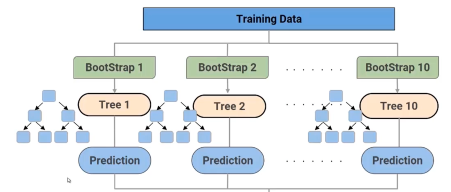 Training Data
BootStrap 1 BootStrap 2 . . . . . . . BootStrap 10
Tree 1 Tree 2 . . . . . . . Tree 10
Prediction Prediction . . . . . . . Prediction